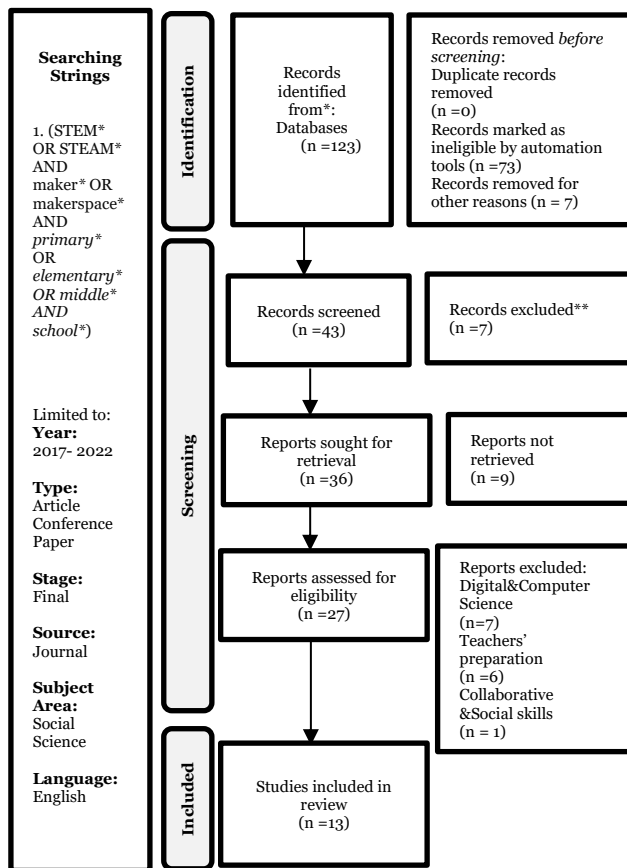 Searching
Strings
1. (STEM*
OR STEAM*
AND
maker* OR
makerspace*
AND
primary*
OR
elementary*
OR middle*
AND
school*)
Limited to:
Year:
2017- 2022
Type:
Article
Conference
Paper
Stage:
Final
Source:
Journal
Subject
Area:
Social
Science
Language:
English
Identification
Records
identified
from*:
Databases
(n =123)
Records removed before
screening:
Duplicate records
removed
(n =0)
Records marked as
ineligible by automation
tools (n =73)
Records removed for
other reasons (n = 7)
Screening
Records screened
(n =43)
Records excluded**
(n =7)
Reports sought for
retrieval
(n =36)
Reports not
retrieved
(n =9)
Reports assessed for
eligibility
(n =27)
Reports excluded:
Digital&Computer
Science
(n=7)
Teachers’
preparation
(n =6)
Collaborative
&Social skills
(n = 1)
Included
Studies included in
review
(n =13)